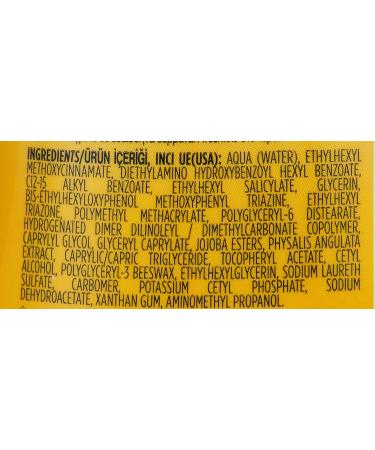 INGREDIENTS/ÜRÜN İÇERİĞİ, INCI UE(USA): AQUA (WATER), ETHYLHEXYL
METHOXYCINNAMATE, DIETHYLAMINO HYDROXYBENZOYL HEXYL BENZOATE,
C12-15 ALKYL BENZOATE, ETHYLHEXYL SALICYLATE, GLYCERIN,
BIS-ETHYLHEXYLOXYPHENOL METHOXYPHENYL TRIAZINE, ETHYLHEXYL
TRIAZONE POLYMETHYL METHACRYLATE, POLYGLYCERYL-6 DISTEARATE,
HYDROGENATED DIMER DILINOLEYL / DIMETHYLCARBONATE COPOLYMER,
CAPRYLYL GLYCOL, GLYCERYL CAPRYLATE, JOJOBA ESTERS, PHYSALIS ANGULATA
EXTRACT, CAPRYLIC/CAPRIC TRIGLYCERIDE, TOCOPHERYL ACETATE, CETYL
ALCOHOL, POLYGLYCERYL-3 BEESWAX, ETHYLHEXYLGLYCERIN, SODIUM LAURETH
SULFATE, CARBOMER, POTASSIUM CETYL PHOSPHATE, SODIUM
DEHYDROACETATE, XANTHAN GUM, AMINOMETHYL PROPANOL.